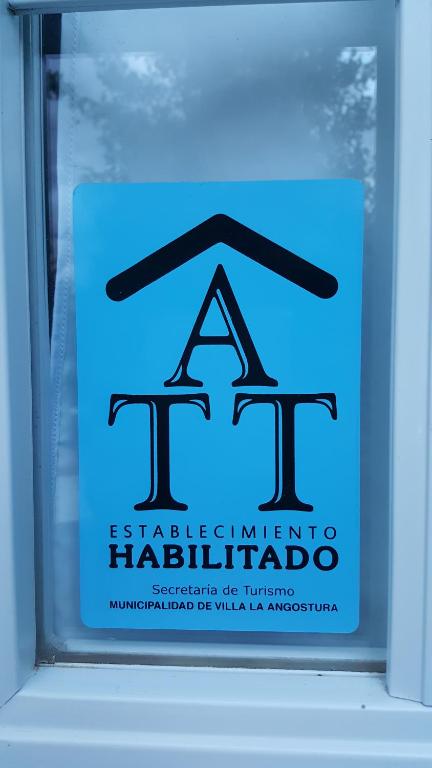 A
TT
ESTABLECIMIENTO
HABILITADO
Secretaría de Turismo
MUNICIPALIDAD DE VILLA LA ANGOSTURA